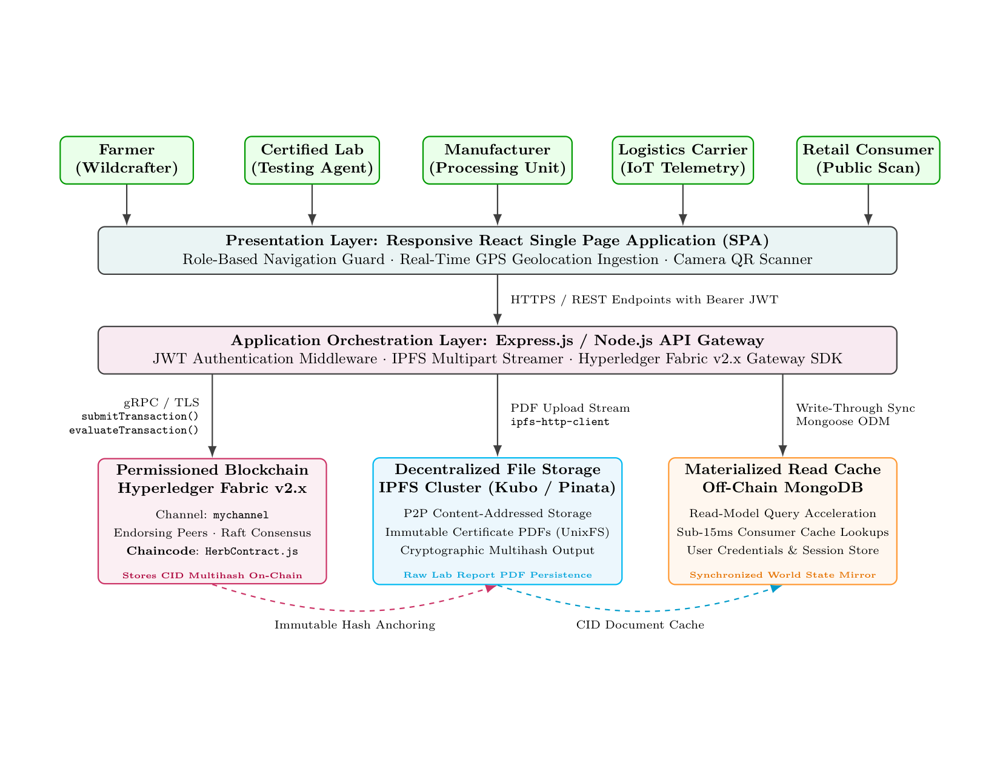 Farmer
(Wildcrafter)
Certified Lab
(Testing Agent)
Manufacturer
(Processing Unit)
Logistics Carrier
(IoT Telemetry)
Retail Consumer
(Public Scan)
Presentation Layer: Responsive React Single Page Application (SPA)
Role-Based Navigation Guard · Real-Time GPS Geolocation Ingestion · Camera QR Scanner
HTTPS / REST Endpoints with Bearer JWT
Application Orchestration Layer: Express.js / Node.js API Gateway
JWT Authentication Middleware · IPFS Multipart Streamer · Hyperledger Fabric v2.x Gateway SDK
gRPC / TLS
submitTransaction()
evaluateTransaction()
PDF Upload Stream
ipfs-http-client
Write-Through Sync
Mongoose ODM
Permissioned Blockchain
Hyperledger Fabric v2.x
Channel: mychannel
Endorsing Peers · Raft Consensus
Chaincode: HerbContract.js
Stores CID Multihash On-Chain
Decentralized File Storage
IPFS Cluster (Kubo / Pinata)
P2P Content-Addressed Storage
Immutable Certificate PDFs (UnixFS)
Cryptographic Multihash Output
Raw Lab Report PDF Persistence
Materialized Read Cache
Off-Chain MongoDB
Read-Model Query Acceleration
Sub-15ms Consumer Cache Lookups
User Credentials & Session Store
Synchronized World State Mirror
Immutable Hash Anchoring
CID Document Cache